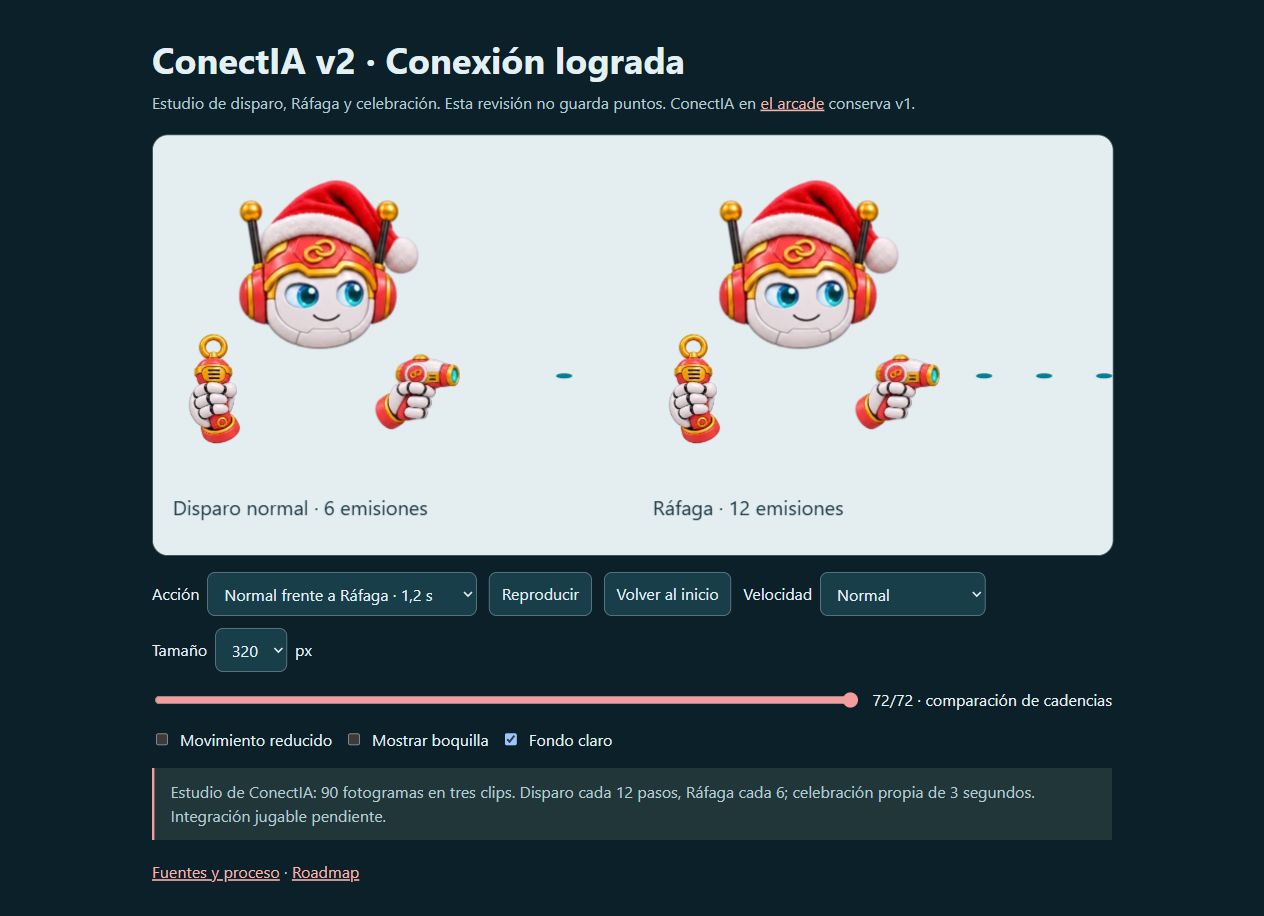 ConectIA v2 · Conexión lograda
Estudio de disparo, Ráfaga y celebración. Esta revisión no guarda puntos. ConectIA en el arcade conserva v1.
Disparo normal · 6 emisiones
Ráfaga · 12 emisiones
Acción Normal frente a Ráfaga · 1,2 s Reproducir Volver al inicio Velocidad Normal
Tamaño 320 px
72/72 · comparación de cadencias
Movimiento reducido Mostrar boquilla Fondo claro
Estudio de ConectIA: 90 fotogramas en tres clips. Disparo cada 12 pasos, Ráfaga cada 6; celebración propia de 3 segundos.
Integración jugable pendiente.
Fuentes y proceso · Roadmap